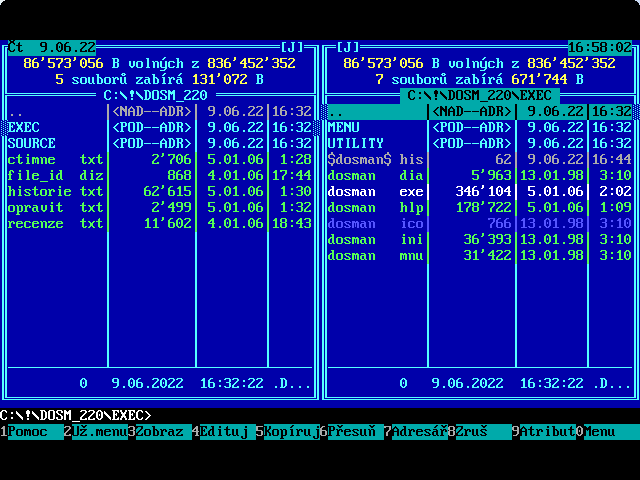 Čt 9.06.22 [J] [J] 16:58:02
86’573’056 B volných z 836’452’352 86’573’056 B volných z 836’452’352
5 souborů zabírá 131’072 B 7 souborů zabírá 671’744 B
C:\!\DOSM_220 C:\!\DOSM_220\EXEC
.. <NAD--ADR> 9.06.22 16:32 .. <NAD--ADR> 9.06.22 16:32
EXEC <POD--ADR> 9.06.22 16:32 MENU <POD--ADR> 9.06.22 16:32
SOURCE <POD--ADR> 9.06.22 16:32 UTILITY <POD--ADR> 9.06.22 16:32
ctimne txt 2’706 5.01.06 1:28 $dosman$ his 62 9.06.22 16:44
file_id diz 868 4.01.06 17:44 dosman dia 5’963 13.01.98 3:10
historie txt 62’615 5.01.06 1:30 dosman exe 346’104 5.01.06 2:02
opravit txt 2’499 5.01.06 1:32 dosman hlp 178’722 5.01.06 1:09
recenze txt 11’602 4.01.06 18:43 dosman ico 766 13.01.98 3:10
dosman ini 36’393 13.01.98 3:10
dosman mnu 31’422 13.01.98 3:10
0 9.06.2022 16:32:22 .D... 0 9.06.2022 16:32:22 .D...
C:\!\DOSM_220\EXEC>
1Pomoc 2Už.menu3Zobraz 4Edituj 5Kopíruj6Přesuň 7Adresář8Zruš 9Atribut0Menu